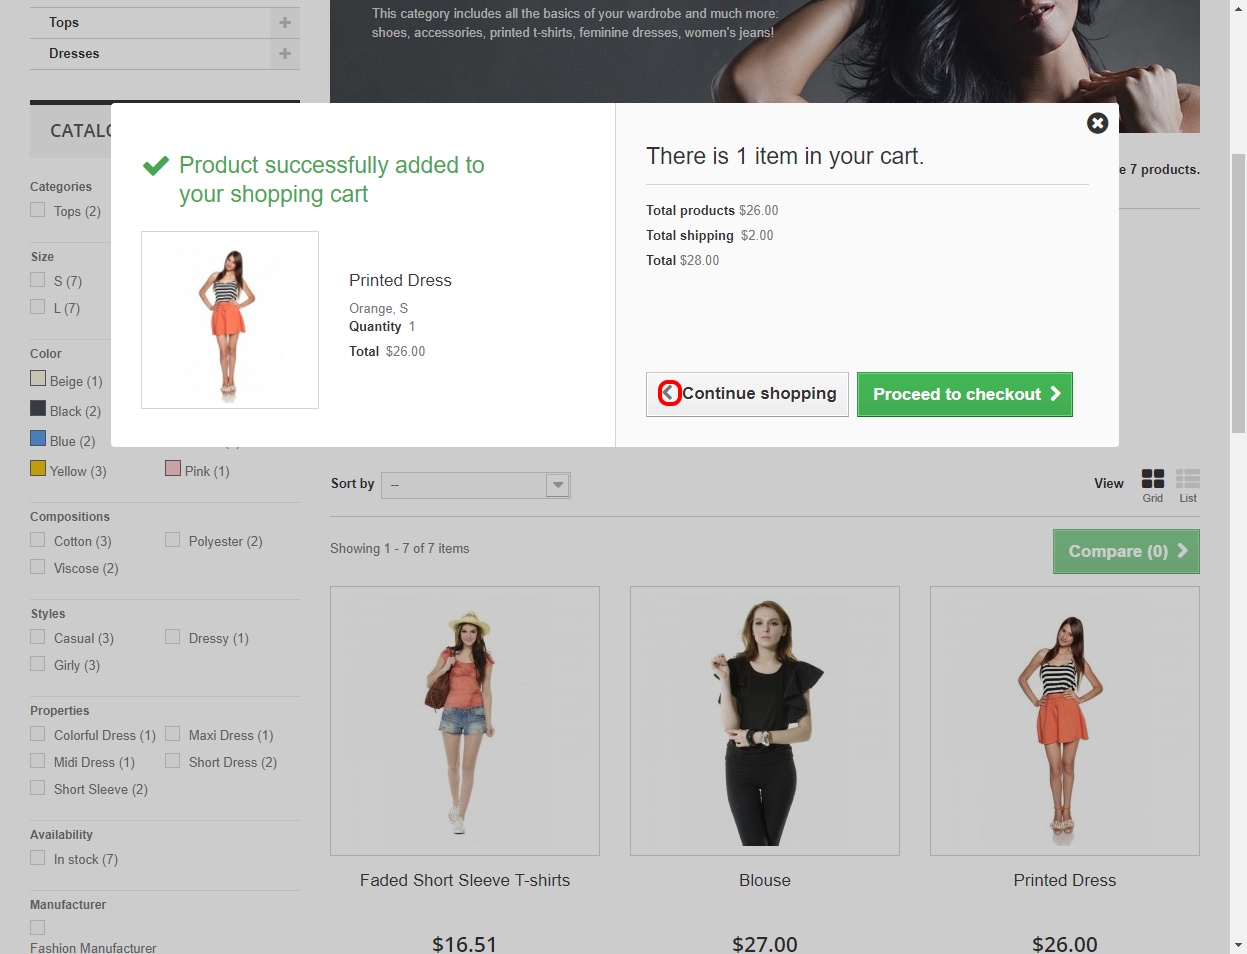 Tops
Dresses
This category includes all the basics of your wardrobe and much more:
shoes, accessories, printed t-shirts, feminine dresses, women's jeans!
Product successfully added to
your shopping cart
Printed Dress
Orange, S
Quantity 1
Total $26.00
There is 1 item in your cart.
Total products $26.00
Total shipping $2.00
Total $28.00
Continue shopping
Proceed to checkout
7 products.
Categories
Tops (2)
Size
S (7)
L (7)
Color
Beige (1)
Black (2)
Blue (2)
Yellow (3)
Pink (1)
Compositions
Cotton (3)
Polyester (2)
Viscose (2)
Styles
Casual (3)
Dressy (1)
Girly (3)
Properties
Colorful Dress (1)
Maxi Dress (1)
Midi Dress (1)
Short Dress (2)
Short Sleeve (2)
Availability
In stock (7)
Manufacturer
Fashion Manufacturer
Sort by --
View
Grid
List
Showing 1 - 7 of 7 items
Compare (0)
Faded Short Sleeve T-shirts
$16.51
Blouse
$27.00
Printed Dress
$26.00